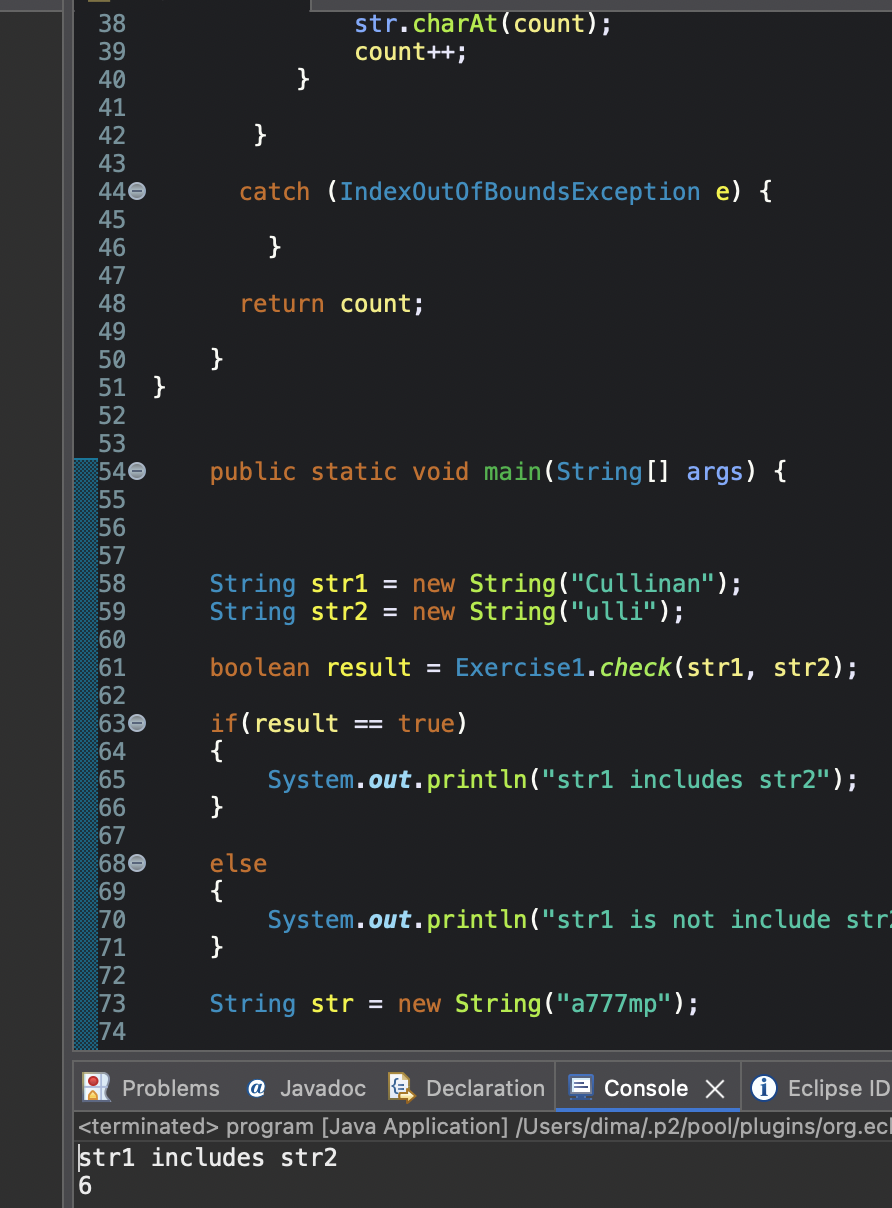 38 str.charAt(count);
39 count++;
40 }
41
42 }
43
44 catch (IndexOutOfBoundsException e) {
45
46 }
47
48 return count;
49
50 }
51 }
52
53
54 public static void main(String[] args) {
55
56
57
58 String str1 = new String("Cullinan");
59 String str2 = new String("ulli");
60
61 boolean result = Exercise1.check(str1, str2);
62
63 if(result == true)
64 {
65 System.out.println("str1 includes str2");
66 }
67
68 else
69 {
70 System.out.println("str1 is not include str2
71 }
72
73 String str = new String("a777mp");
74
Problems @ Javadoc Declaration Console Eclipse ID
<terminated> program [Java Application] /Users/dima/.p2/pool/plugins/org.ecl
str1 includes str2
6